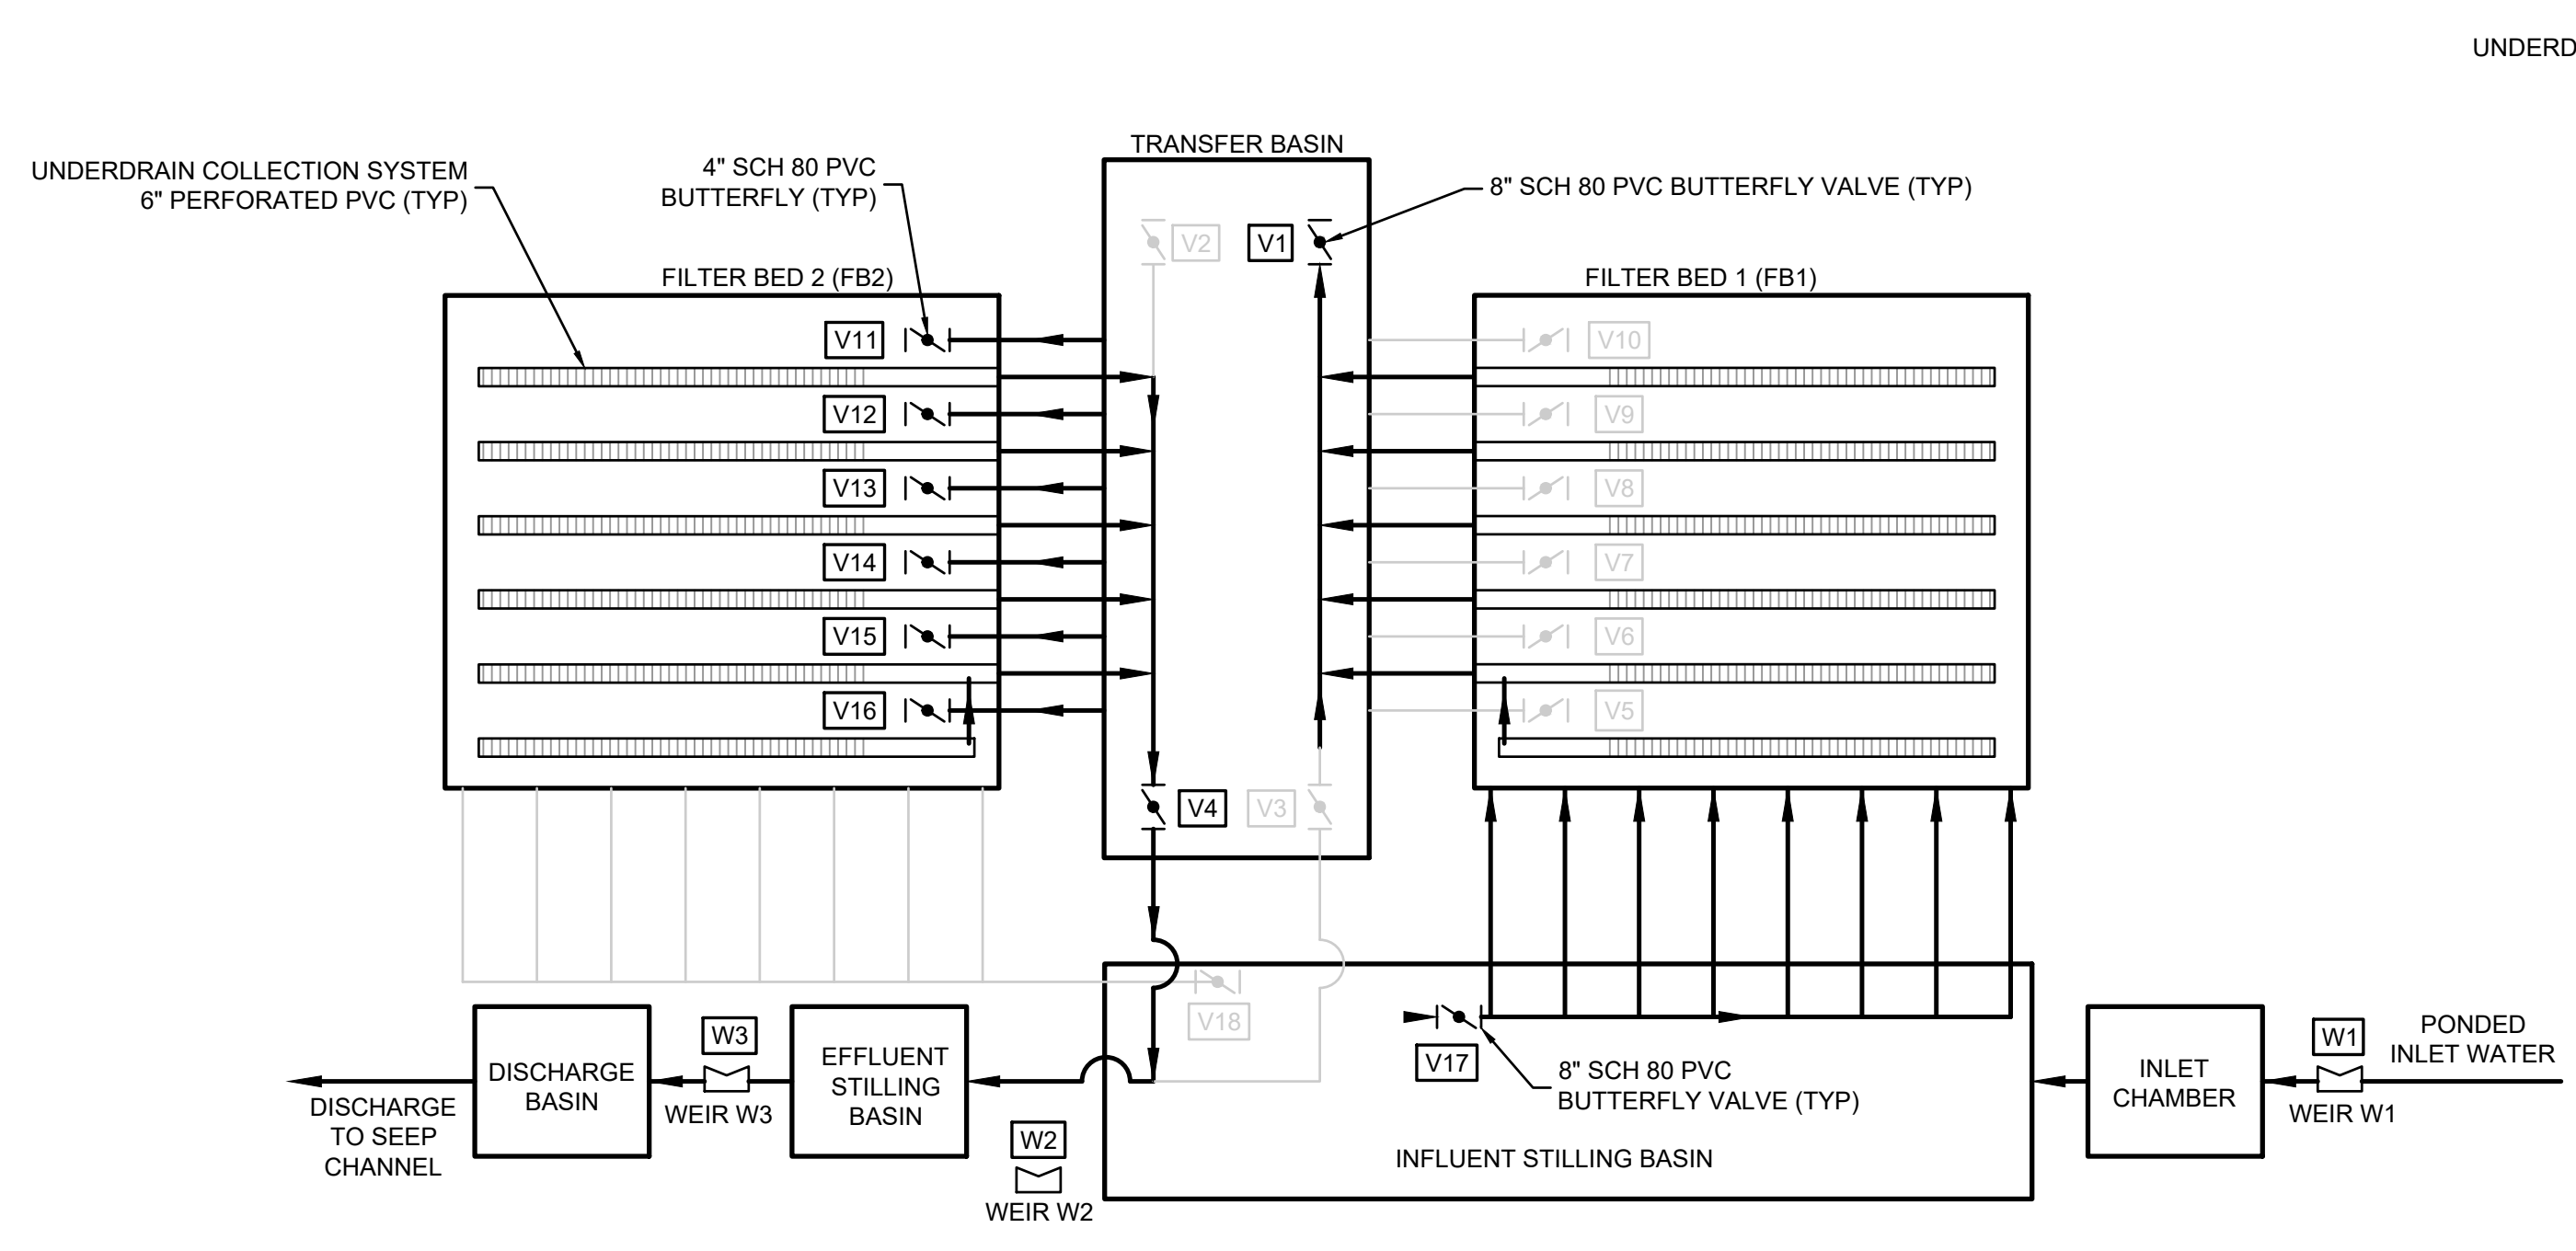 UNDERD
TRANSFER BASIN
UNDERDRAIN COLLECTION SYSTEM
6" PERFORATED PVC (TYP)
4" SCH 80 PVC
BUTTERFLY (TYP)
8" SCH 80 PVC BUTTERFLY VALVE (TYP)
V2
V1
FILTER BED 2 (FB2)
FILTER BED 1 (FB1)
V11
V10
V12
V9
V13
V8
V14
V7
V15
V6
V16
V5
V4
V3
V18
V17
8" SCH 80 PVC
BUTTERFLY VALVE (TYP)
INFLUENT STILLING BASIN
DISCHARGE
BASIN
W3
WEIR W3
EFFLUENT
STILLING
BASIN
W2
WEIR W2
DISCHARGE
TO SEEP
CHANNEL
INLET
CHAMBER
W1
WEIR W1
PONDED
INLET WATER